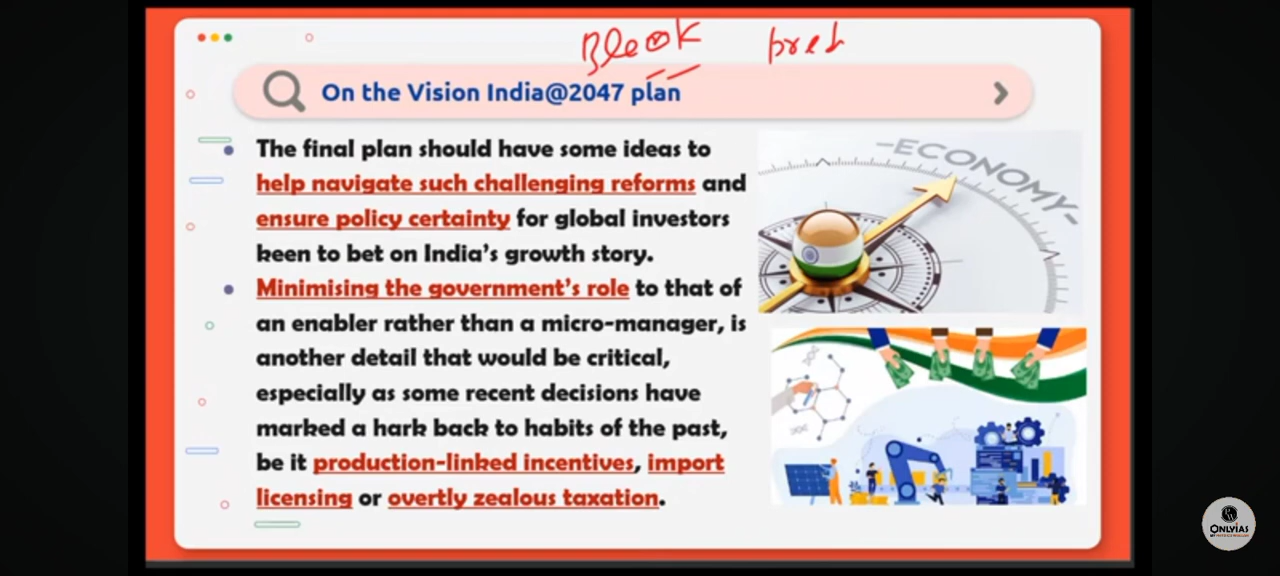 Bleak
On the Vision India@2047 plan
The final plan should have some ideas to
help navigate such challenging reforms and
ensure policy certainty for global investors
keen to bet on India's growth story.
Minimising the government's role to that of
an enabler rather than a micro-manager, is
another detail that would be critical,
especially as some recent decisions have
marked a hark back to habits of the past,
be it production-linked incentives, import
licensing or overtly zealous taxation.
-ECONOMY-
ONLYIAS